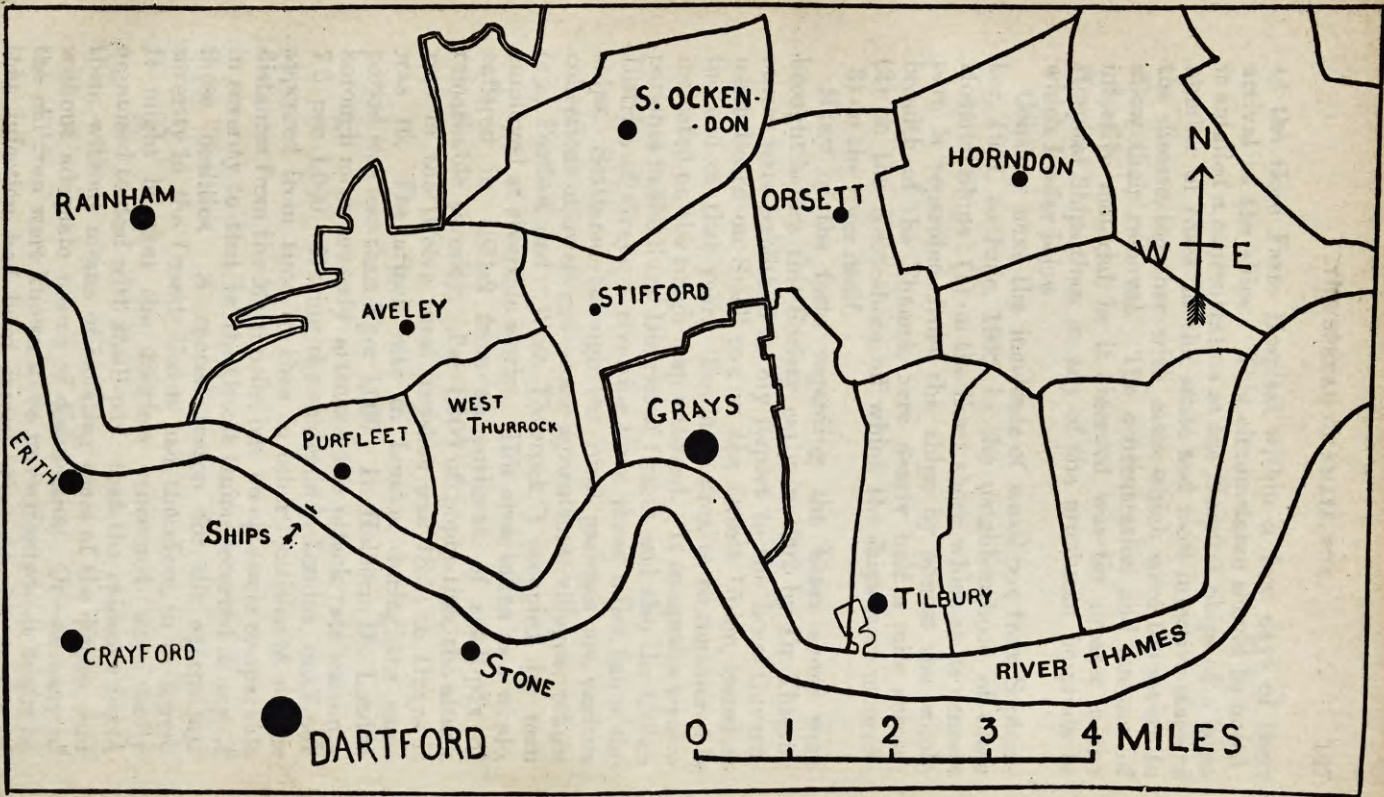 S. OCKEN-
-DON
RAINHAM
HORNDON
N
ORSETT
W E
STIFFORD
AVELEY
WEST
THURROCK
GRAYS
PURFLEET
ERITH
SHIPS
TILBURY
CRAYFORD
STONE
RIVER THAMES
DARTFORD
0 1 2 3 4 MILES